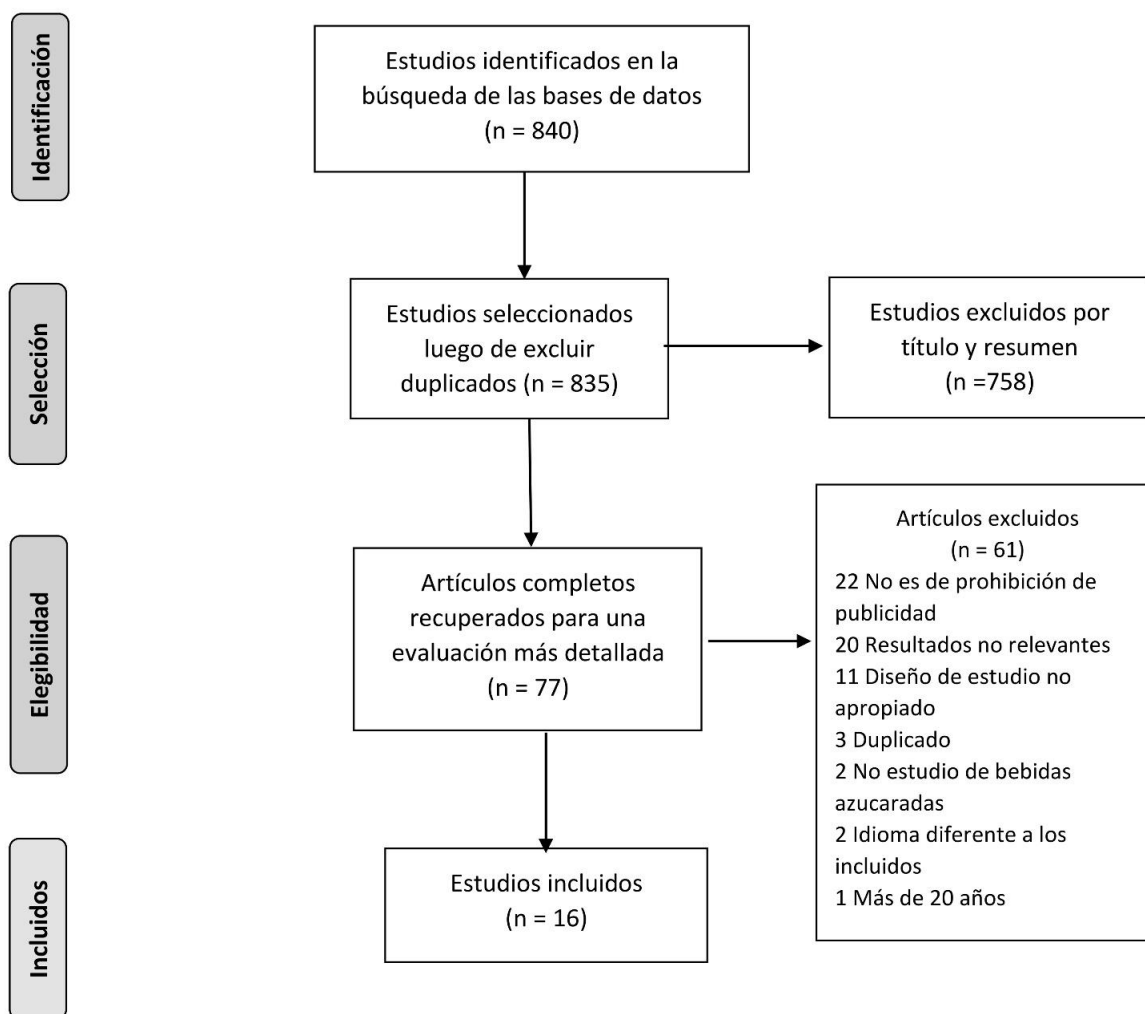 Identificación
Estudios identificados en la
búsqueda de las bases de datos
(n = 840)
Selección
Estudios seleccionados
luego de excluir
duplicados (n = 835)
Estudios excluidos por
título y resumen
(n =758)
Elegibilidad
Artículos completos
recuperados para una
evaluación más detallada
(n = 77)
Artículos excluidos
(n = 61)
22 No es de prohibición de
publicidad
20 Resultados no relevantes
11 Diseño de estudio no
apropiado
3 Duplicado
2 No estudio de bebidas
azucaradas
2 Idioma diferente a los
incluidos
1 Más de 20 años
Incluidos
Estudios incluidos
(n = 16)